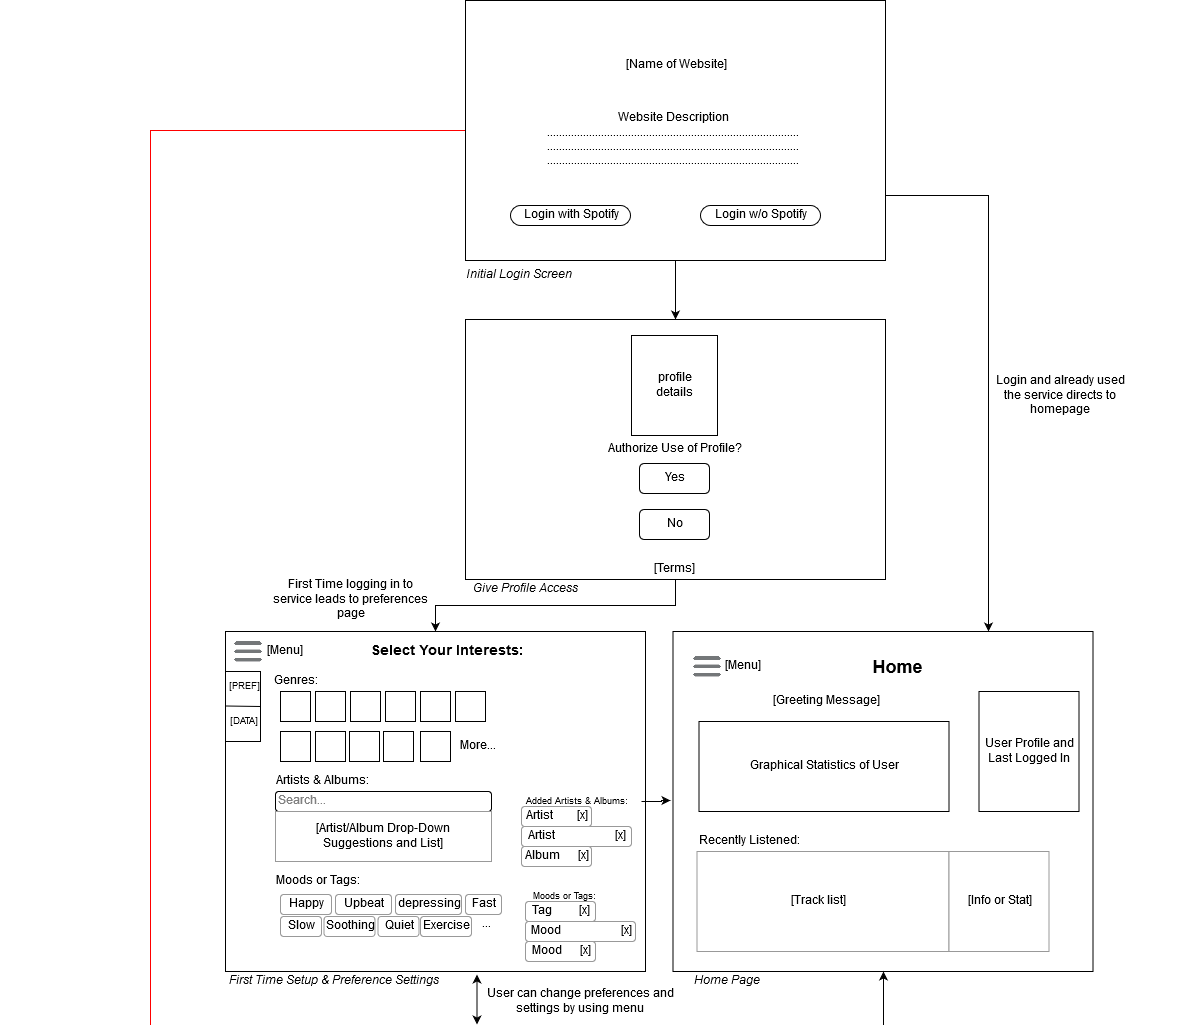 [Name of Website]
Website Description
Login with Spotify
Login w/o Spotify
Initial Login Screen
profile
details
Authorize Use of Profile?
Yes
No
[Terms]
Give Profile Access
Login and already used
the service directs to
homepage
First Time logging in to
service leads to preferences
page
[Menu]
Select Your Interests:
[PREF]
[DATA]
Genres:
More...
Artists & Albums:
Search...
[Artist/Album Drop-Down
Suggestions and List]
Added Artists & Albums:
Artist [x]
Artist [x]
Album [x]
Moods or Tags:
Happy
Upbeat
depressing
Fast
Slow
Soothing
Quiet
Exercise
...
Moods or Tags:
Tag [x]
Mood [x]
Mood [x]
First Time Setup & Preference Settings
User can change preferences and
settings by using menu
[Menu]
Home
[Greeting Message]
Graphical Statistics of User
User Profile and
Last Logged In
Recently Listened:
[Track list]
[Info or Stat]
Home Page